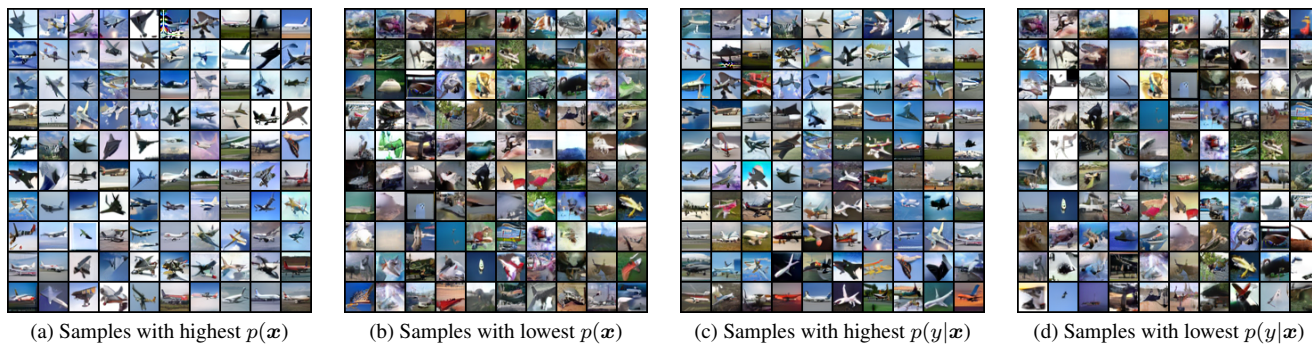 (a) Samples with highest p(x)
(b) Samples with lowest p(x)
(c) Samples with highest p(y|x)
(d) Samples with lowest p(y|x)